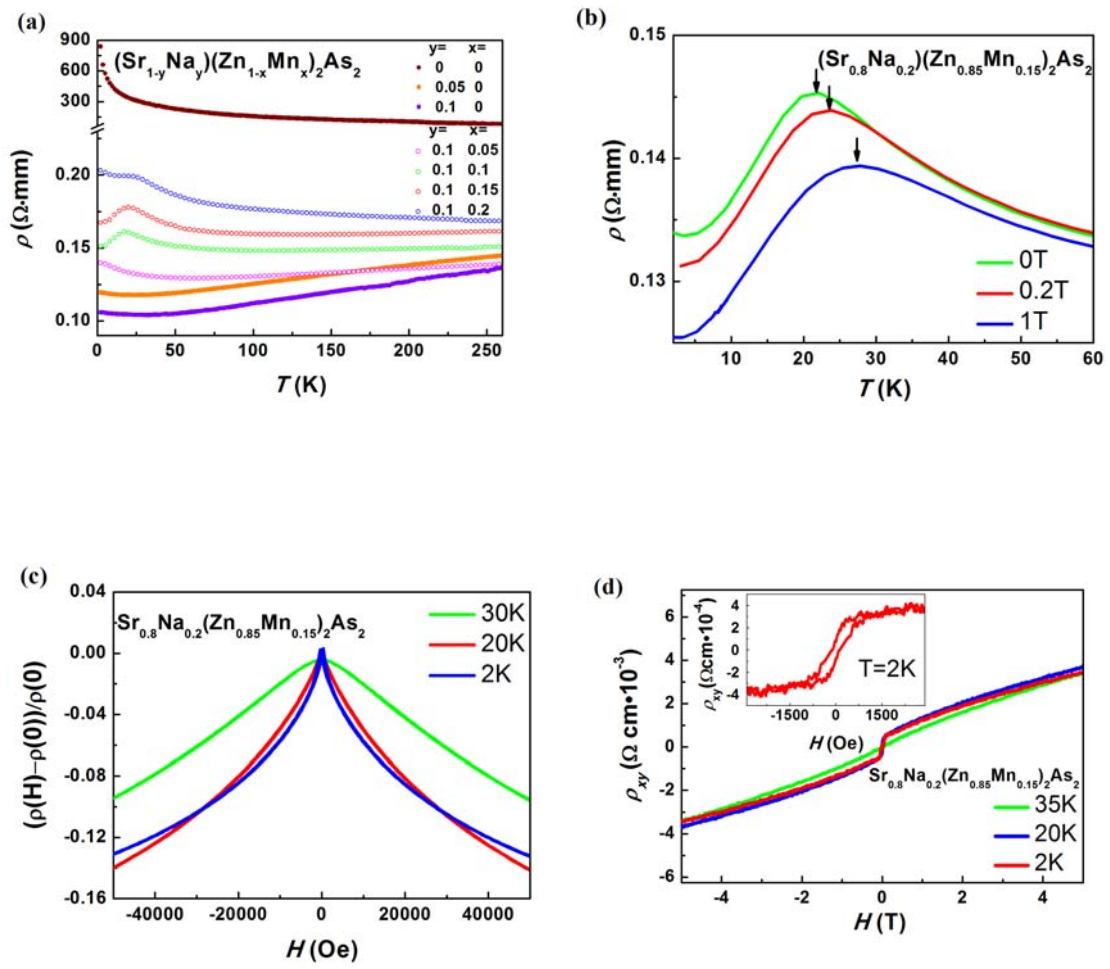 (a)
(Sr1-yNay)(Zn1-xMnx)2As2
y= x=
0 0
0.05 0
0.1 0
y= x=
0.1 0.05
0.1 0.1
0.1 0.15
0.1 0.2
900
600
300
0.20
0.15
0.10
ρ (Ω·mm)
0 50 100 150 200 250
T (K)
(b)
(Sr0.8Na0.2)(Zn0.85Mn0.15)2As2
0.15
0.14
0.13
ρ (Ω·mm)
0T
0.2T
1T
10 20 30 40 50 60
T (K)
(c)
Sr0.8Na0.2(Zn0.85Mn0.15)2As2
30K
20K
2K
0.04
0.00
-0.04
-0.08
-0.12
-0.16
(ρ(H)−ρ(0))/ρ(0)
-40000 -20000 0 20000 40000
H (Oe)
(d)
ρxy (Ωcm•10-4)
4
2
0
-2
-4
T=2K
-1500 0 1500
H (Oe)
Sr0.8Na0.2(Zn0.85Mn0.15)2As2
35K
20K
2K
6
4
2
0
-2
-4
-6
ρxy (Ω cm•10-3)
-4 -2 0 2 4
H (T)